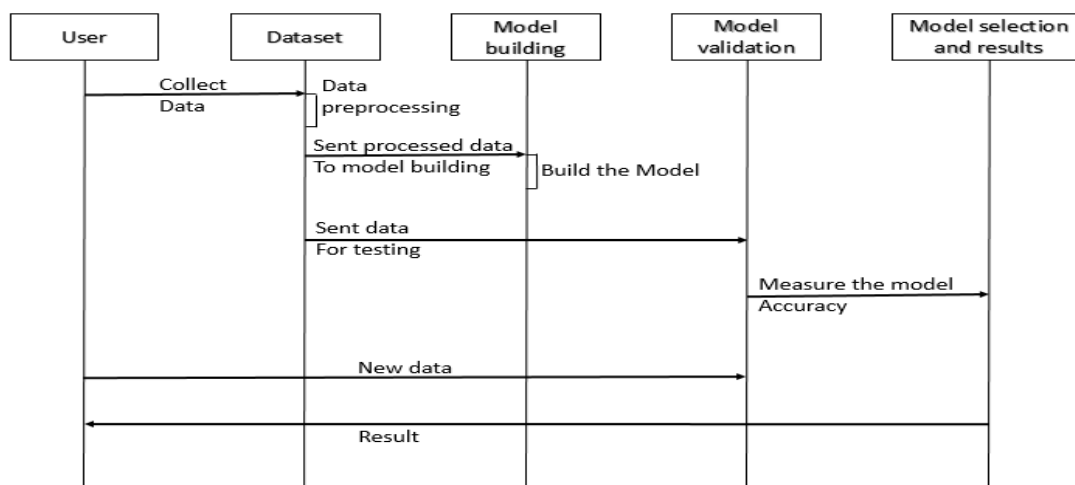 User
Dataset
Model
building
Model
validation
Model selection
and results
Collect
Data
Data
preprocessing
Sent processed data
To model building
Build the Model
Sent data
For testing
Measure the model
Accuracy
New data
Result